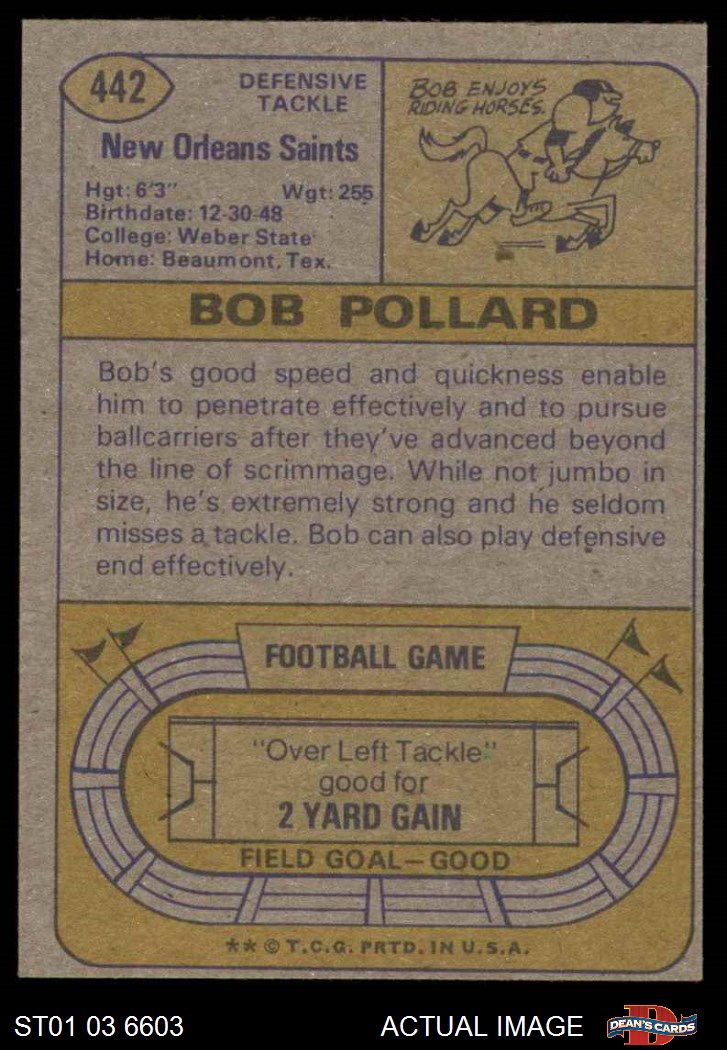 442
DEFENSIVE
TACKLE
New Orleans Saints
Hgt: 6'3" Wgt: 255
Birthdate: 12-30-48
College: Weber State
Home: Beaumont, Tex.
BOB ENJOYS
RIDING HORSES.
BOB POLLARD
Bob's good speed and quickness enable
him to penetrate effectively and to pursue
ballcarriers after they've advanced beyond
the line of scrimmage. While not jumbo in
size, he's extremely strong and he seldom
misses a tackle. Bob can also play defensive
end effectively.
FOOTBALL GAME
"Over Left Tackle"
good for
2 YARD GAIN
FIELD GOAL—GOOD
** © T.C.G. PRTD. IN U.S.A.
ST01 03 6603
ACTUAL IMAGE
D
DEAN'S CARDS